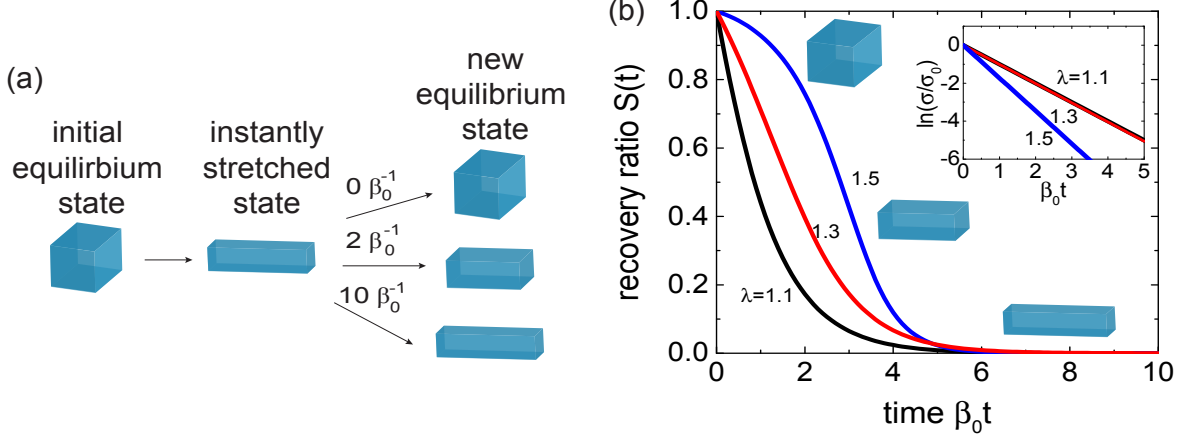 (a)
initial
equilirbium
state
instantly
stretched
state
new
equilibrium
state
0 β₀⁻¹
2 β₀⁻¹
10 β₀⁻¹
(b)
recovery ratio S(t)
1.0
0.8
0.6
0.4
0.2
0.0
0 2 4 6 8 10
time β₀t
λ=1.1
1.3
1.5
ln(σ/σ₀)
0
-2
-4
-6
0 1 2 3 4 5
β₀t
λ=1.1
1.3
1.5